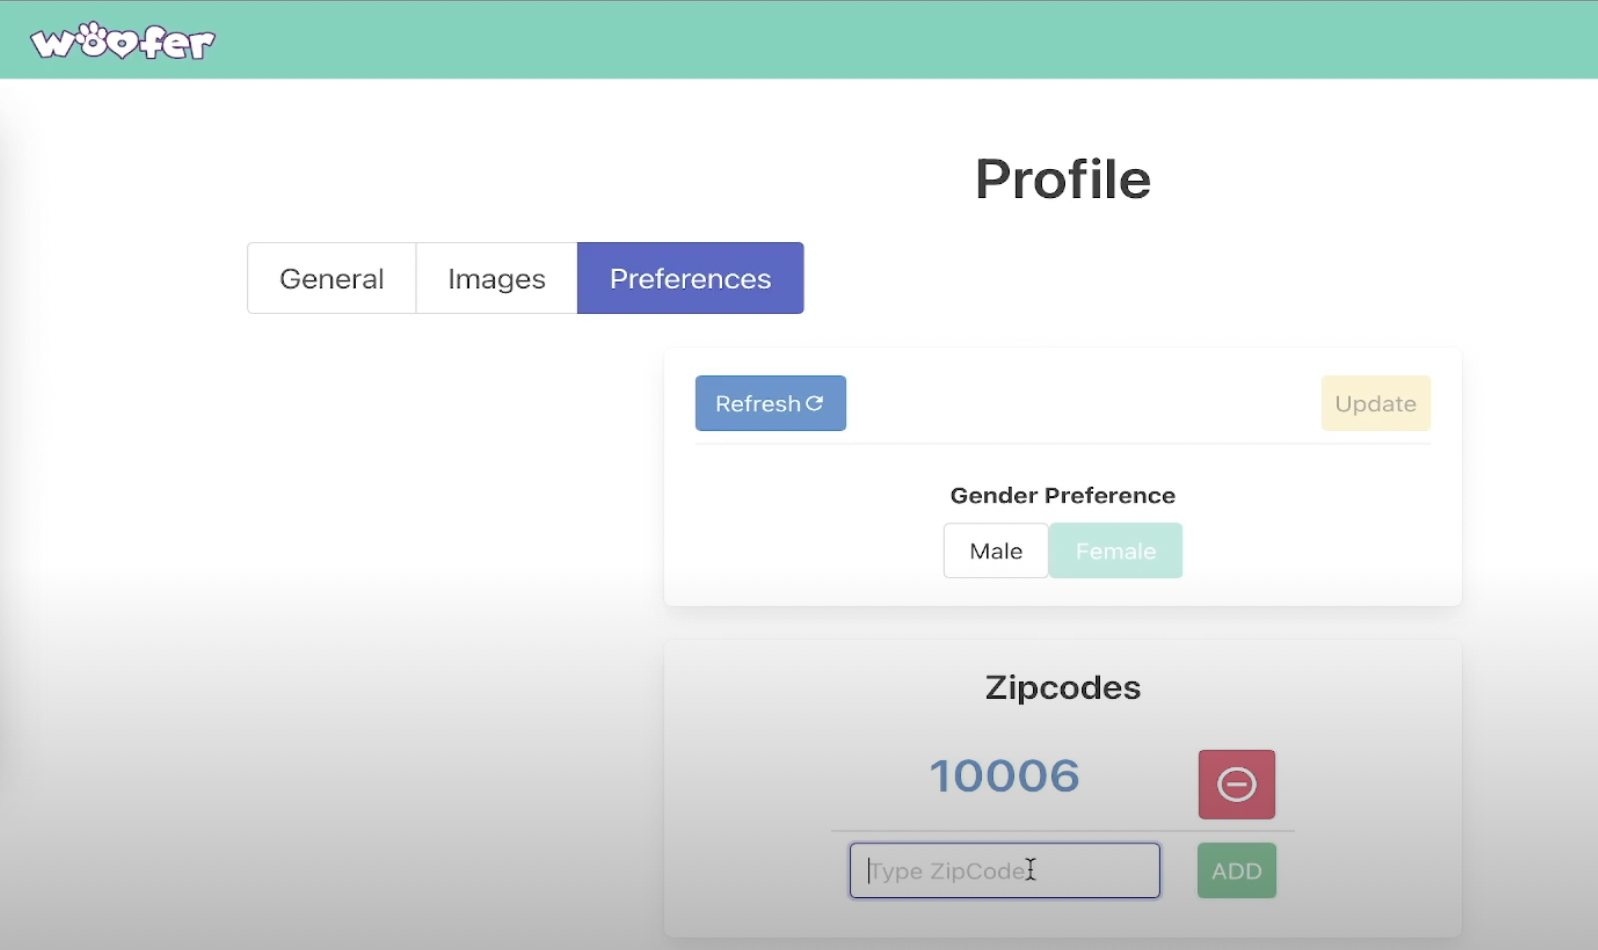 woofer
Profile
General Images Preferences
Refresh Update
Gender Preference
Male Female
Zipcodes
10006
Type ZipCode ADD